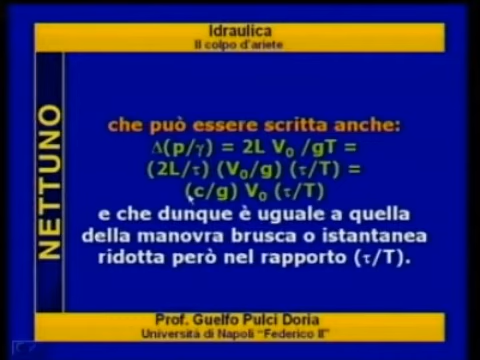 Idraulica
Il colpo d'ariete
NETTUNO
che può essere scritta anche:
Δ(p/γ) = 2L V₀ /gT =
(2L/τ) (V₀/g) (τ/T) =
(c/g) V₀ (τ/T)
e che dunque è uguale a quella
della manovra brusca o istantanea
ridotta però nel rapporto (τ/T).
Prof. Guelfo Pulci Doria
Università di Napoli "Federico II"